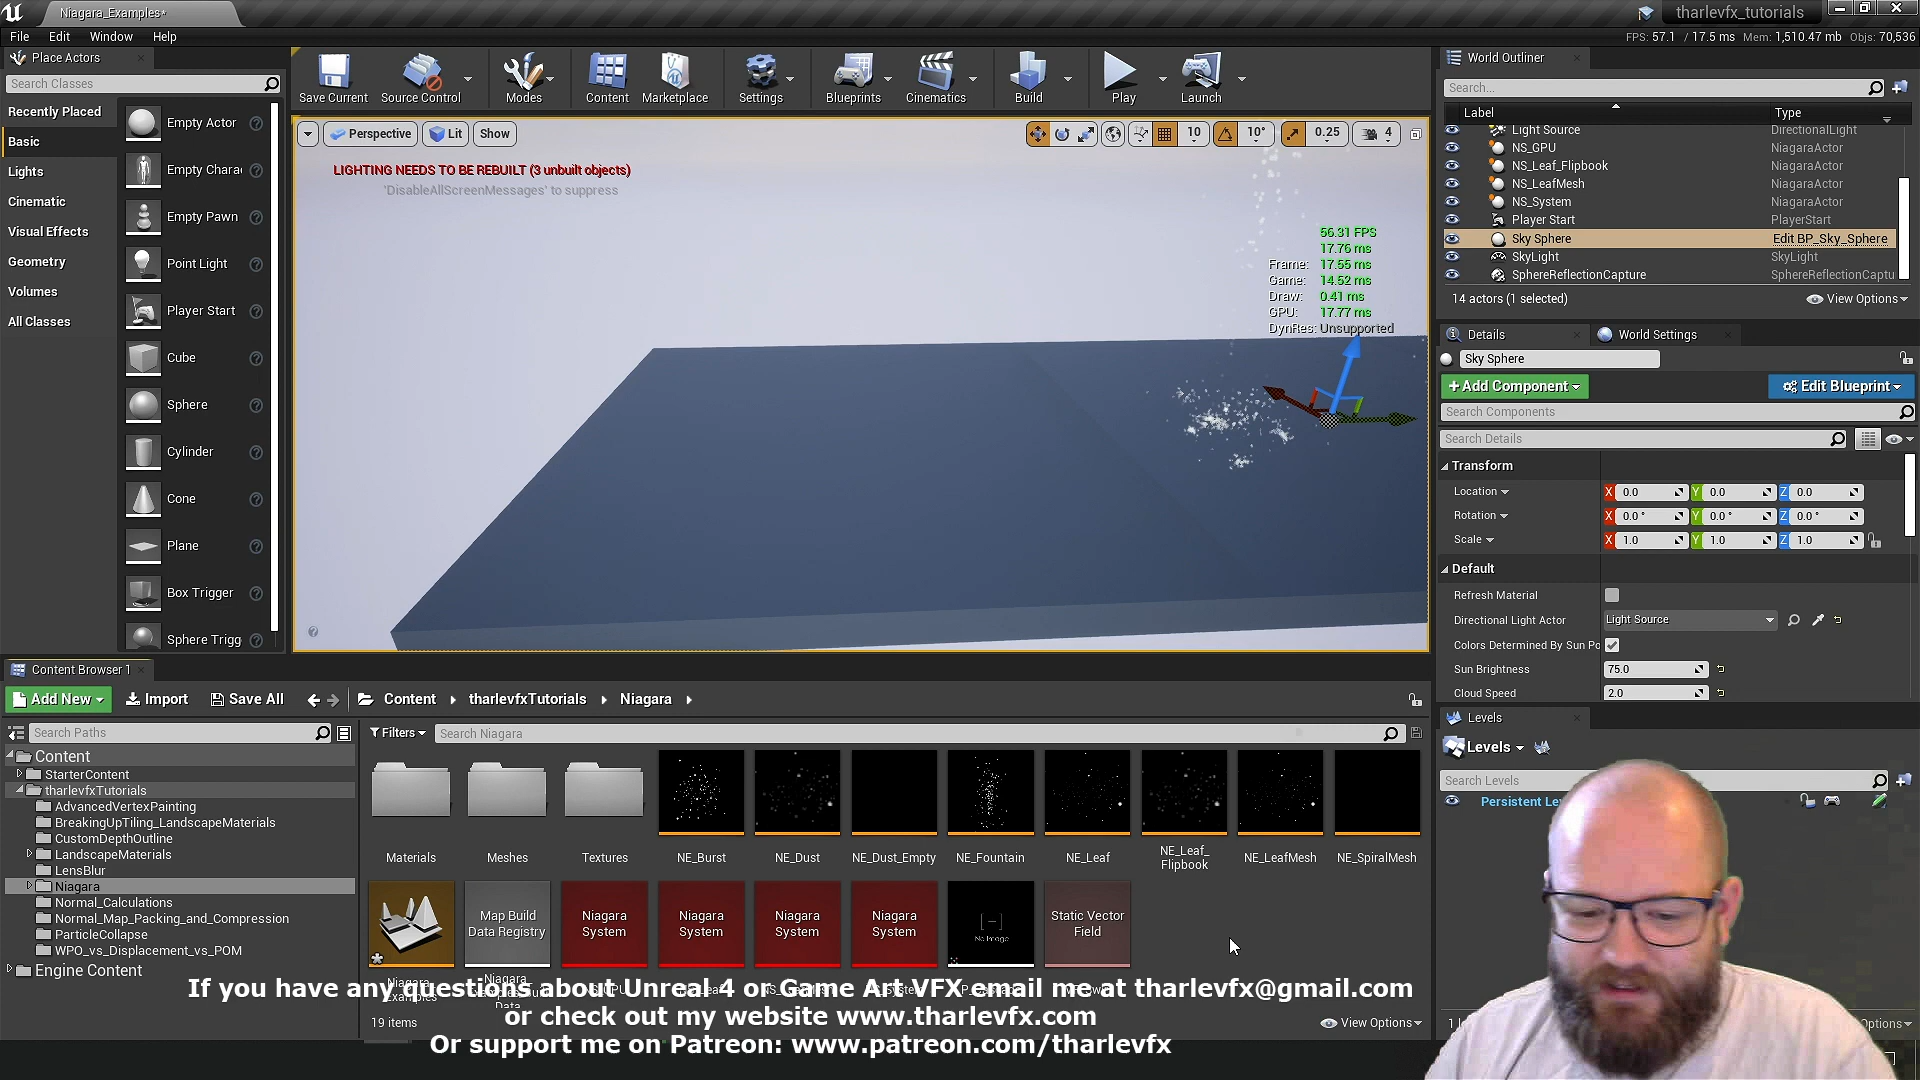 Niagara_Examples*
tharlevfx_tutorials
File Edit Window Help
FPS: 57.1 / 17.5 ms Mem: 1,510.47 mb Objs: 70,536
Place Actors
Search Classes
Recently Placed
Basic
Lights
Cinematic
Visual Effects
Geometry
Volumes
All Classes
Empty Actor
Empty Chara
Empty Pawn
Point Light
Player Start
Cube
Sphere
Cylinder
Cone
Plane
Box Trigger
Sphere Trigg
Save Current
Source Control
Modes
Content
Marketplace
Settings
Blueprints
Cinematics
Build
Play
Launch
Perspective
Lit
Show
10
10°
0.25
4
LIGHTING NEEDS TO BE REBUILT (3 unbuilt objects)
'DisableAllScreenMessages' to suppress
56.31 FPS
17.76 ms
Frame: 17.55 ms
Game: 14.52 ms
Draw: 0.41 ms
GPU: 17.77 ms
DynRes: Unsupported
World Outliner
Search...
Label Type
Light Source DirectionalLight
NS_GPU NiagaraActor
NS_Leaf_Flipbook NiagaraActor
NS_LeafMesh NiagaraActor
NS_System NiagaraActor
Player Start PlayerStart
Sky Sphere Edit BP_Sky_Sphere
SkyLight SkyLight
SphereReflectionCapture SphereReflectionCaptu
14 actors (1 selected)
View Options
Details
World Settings
Sky Sphere
+Add Component
Edit Blueprint
Search Components
Search Details
Transform
Location X 0.0 Y 0.0 Z 0.0
Rotation X 0.0° Y 0.0° Z 0.0°
Scale X 1.0 Y 1.0 Z 1.0
Default
Refresh Material
Directional Light Actor Light Source
Colors Determined By Sun Po
Sun Brightness 75.0
Cloud Speed 2.0
Levels
Levels
Search Levels
Persistent Le
Content Browser 1
Add New
Import
Save All
Content
tharlevfxTutorials
Niagara
Search Paths
Filters
Search Niagara
Content
StarterContent
tharlevfxTutorials
AdvancedVertexPainting
BreakingUpTiling_LandscapeMaterials
CustomDepthOutline
LandscapeMaterials
LensBlur
Niagara
Normal_Calculations
Normal_Map_Packing_and_Compression
ParticleCollapse
WPO_vs_Displacement_vs_POM
Engine Content
Materials
Meshes
Textures
NE_Burst
NE_Dust
NE_Dust_Empty
NE_Fountain
NE_Leaf
NE_Leaf_
Flipbook
NE_LeafMesh
NE_SpiralMesh
Map Build
Data Registry
Niagara
System
Niagara
System
Niagara
System
Niagara
System
No Image
Static Vector
Field
19 items
View Options
If you have any questions about Unreal 4 or Game Art VFX email me at tharlevfx@gmail.com
or check out my website www.tharlevfx.com
Or support me on Patreon: www.patreon.com/tharlevfx